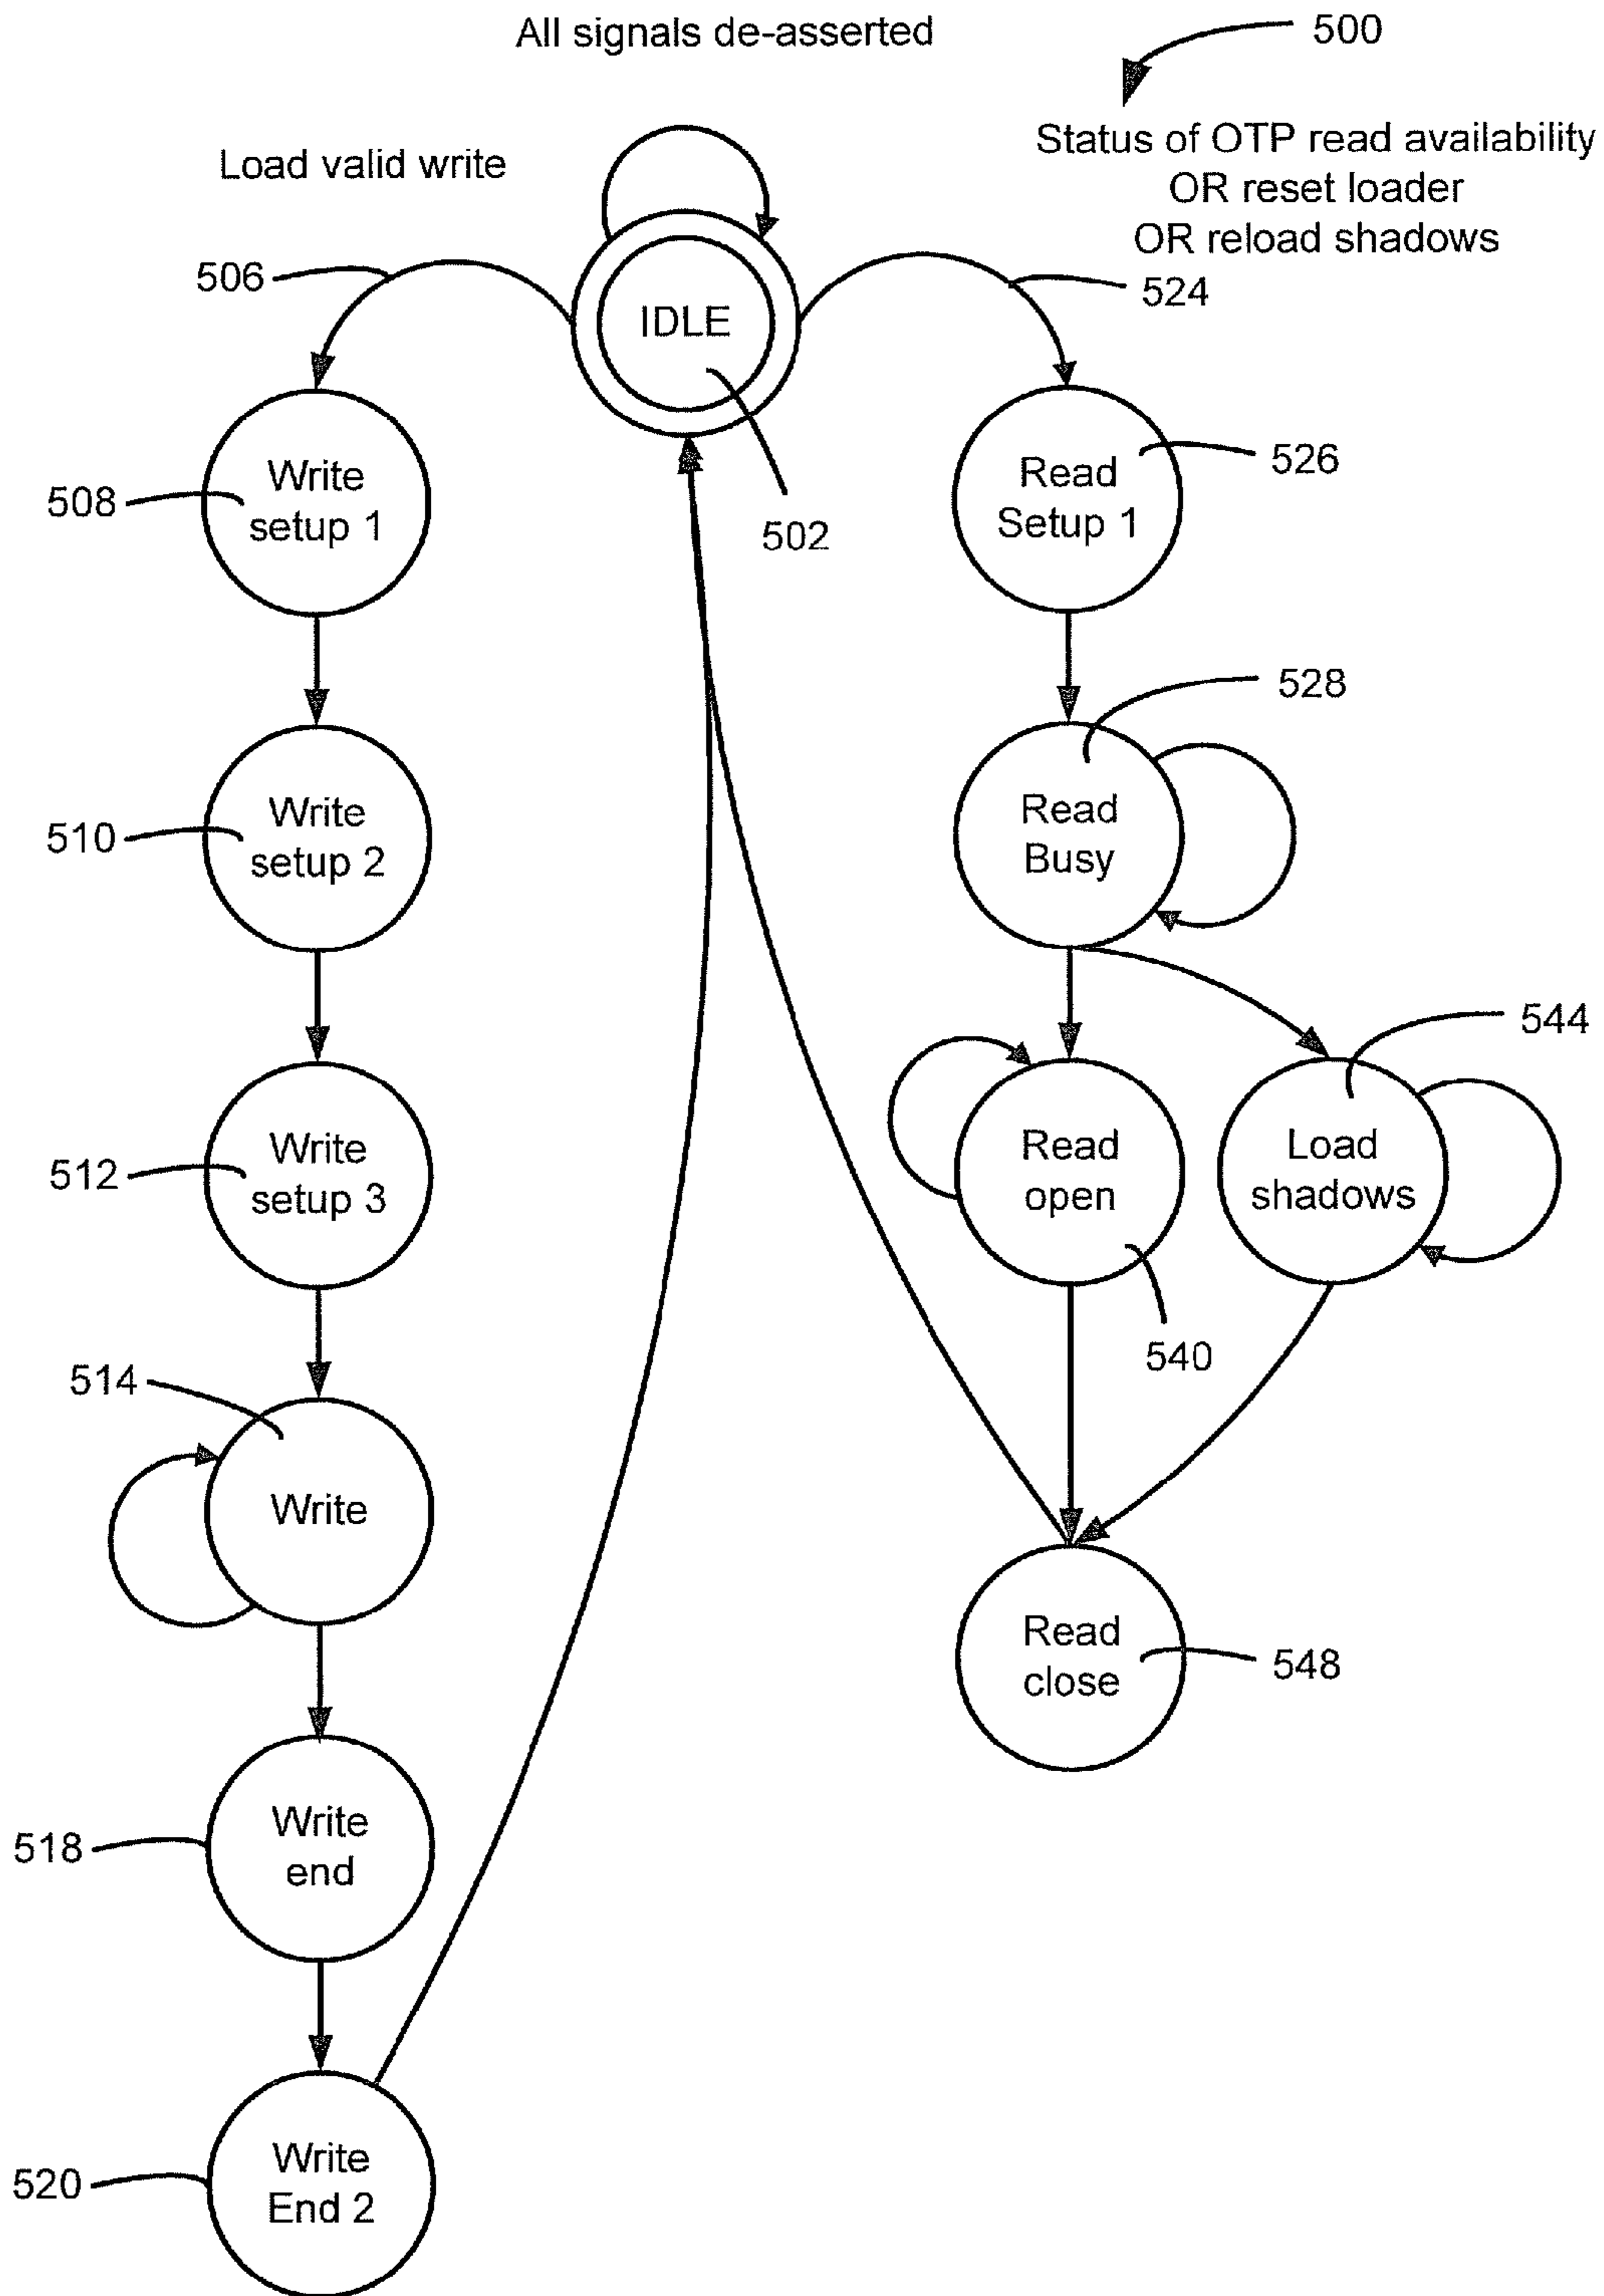 All signals de-asserted
500
Status of OTP read availability
OR reset loader
OR reload shadows
Load valid write
506
524
IDLE
502
Write
setup 1
508
Read
Setup 1
526
528
Write
setup 2
510
Read
Busy
544
Write
setup 3
512
Read
open
Load
shadows
540
514
Write
Read
close
548
Write
end
518
Write
End 2
520